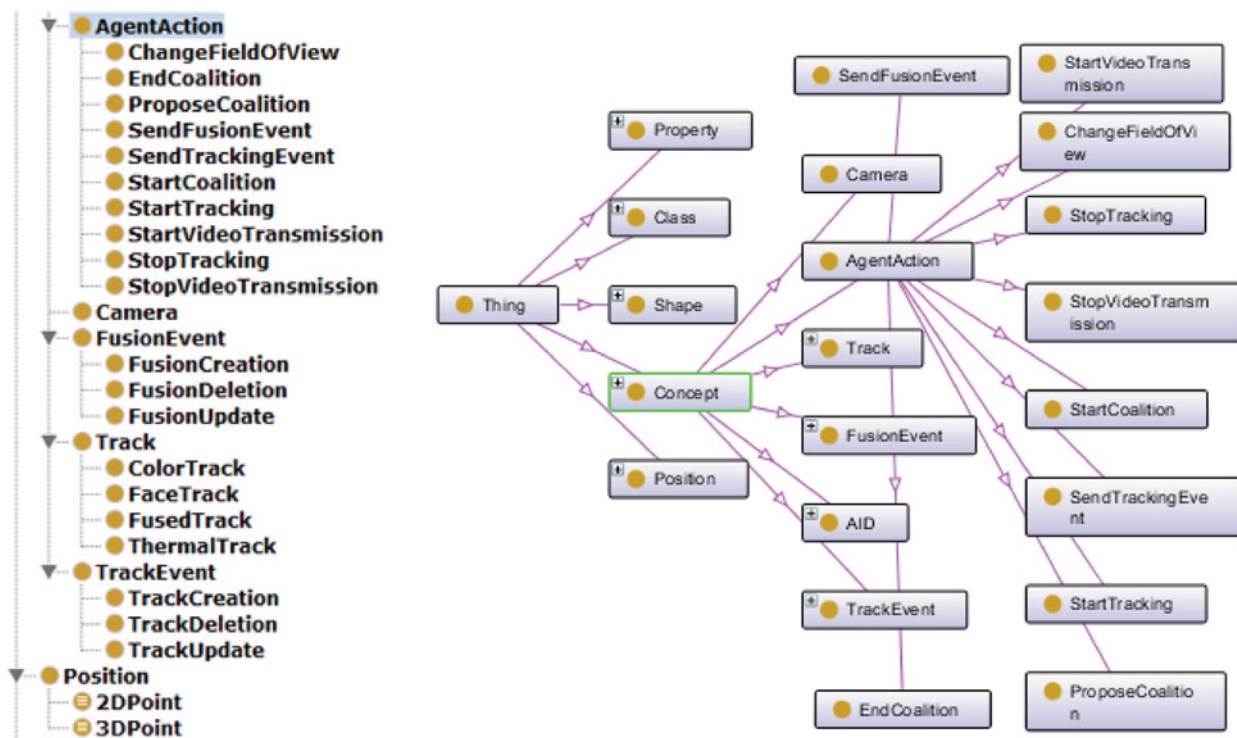 AgentAction
ChangeFieldOfView
EndCoalition
ProposeCoalition
SendFusionEvent
SendTrackingEvent
StartCoalition
StartTracking
StartVideoTransmission
StopTracking
StopVideoTransmission
Camera
FusionEvent
FusionCreation
FusionDeletion
FusionUpdate
Track
ColorTrack
FaceTrack
FusedTrack
ThermalTrack
TrackEvent
TrackCreation
TrackDeletion
TrackUpdate
Position
2DPoint
3DPoint
Thing
Property
Class
Shape
Concept
Position
SendFusionEvent
Camera
AgentAction
Track
FusionEvent
AID
TrackEvent
EndCoalition
StartVideoTrans
mission
ChangeFieldOfVi
ew
StopTracking
StopVideoTransm
ission
StartCoalition
SendTrackingEve
nt
StartTracking
ProposeCoalitio
n